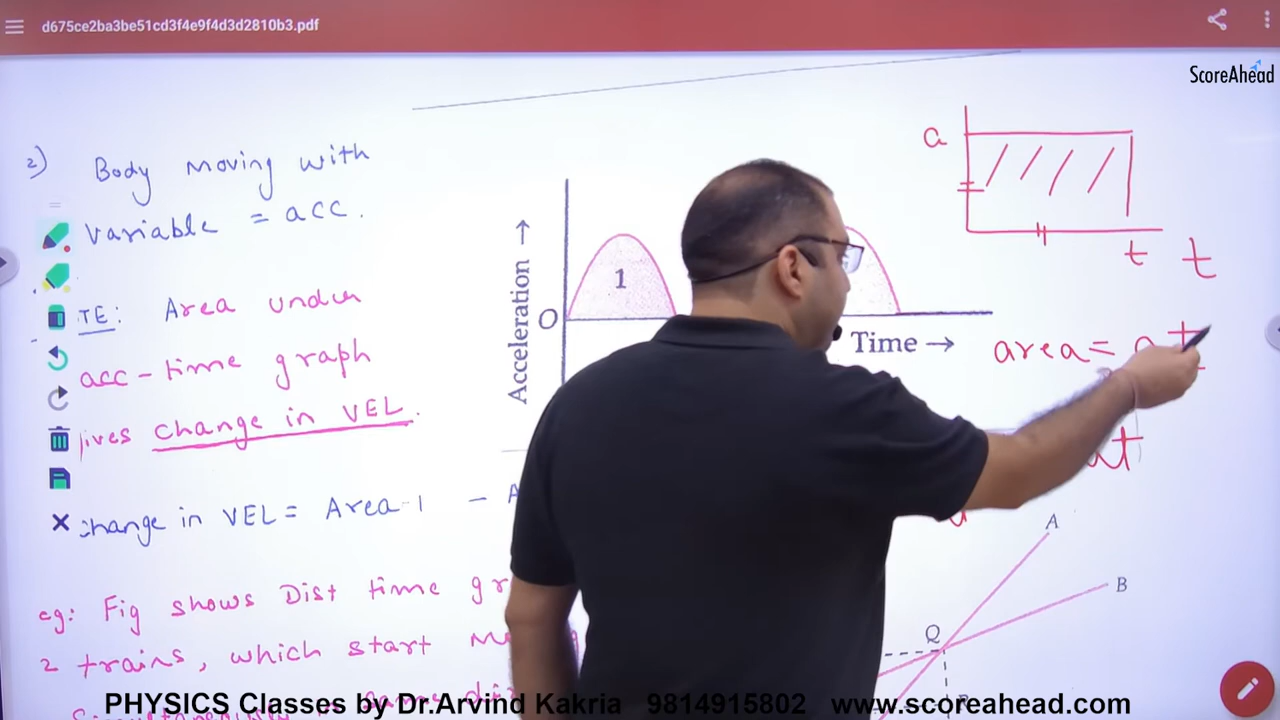 d675ce2ba3be51cd3f4e9f4d3d2810b3.pdf
ScoreAhead
2) Body moving with
variable = acc.
TE: Area under
acc-time graph
gives change in VEL.
change in VEL = Area-1 - A
eg: Fig shows Dist time gr
2 trains, which start
Acceleration →
O
1
Time →
a
t
t
area = at
at
A
B
Q
PHYSICS Classes by Dr.Arvind Kakria 9814915802 www.scoreahead.com